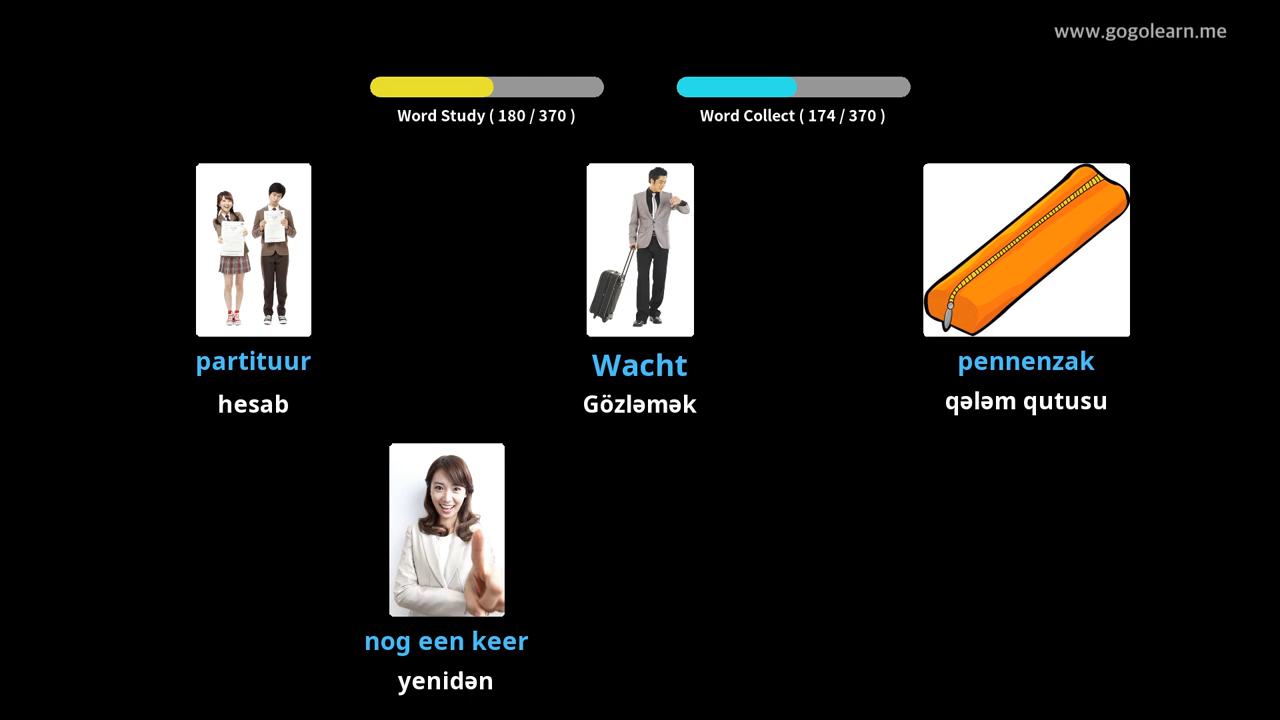 www.gogolearn.me
Word Study ( 180 / 370 )
Word Collect ( 174 / 370 )
partituur
hesab
Wacht
Gözləmək
pennenzak
qələm qutusu
nog een keer
yenidən